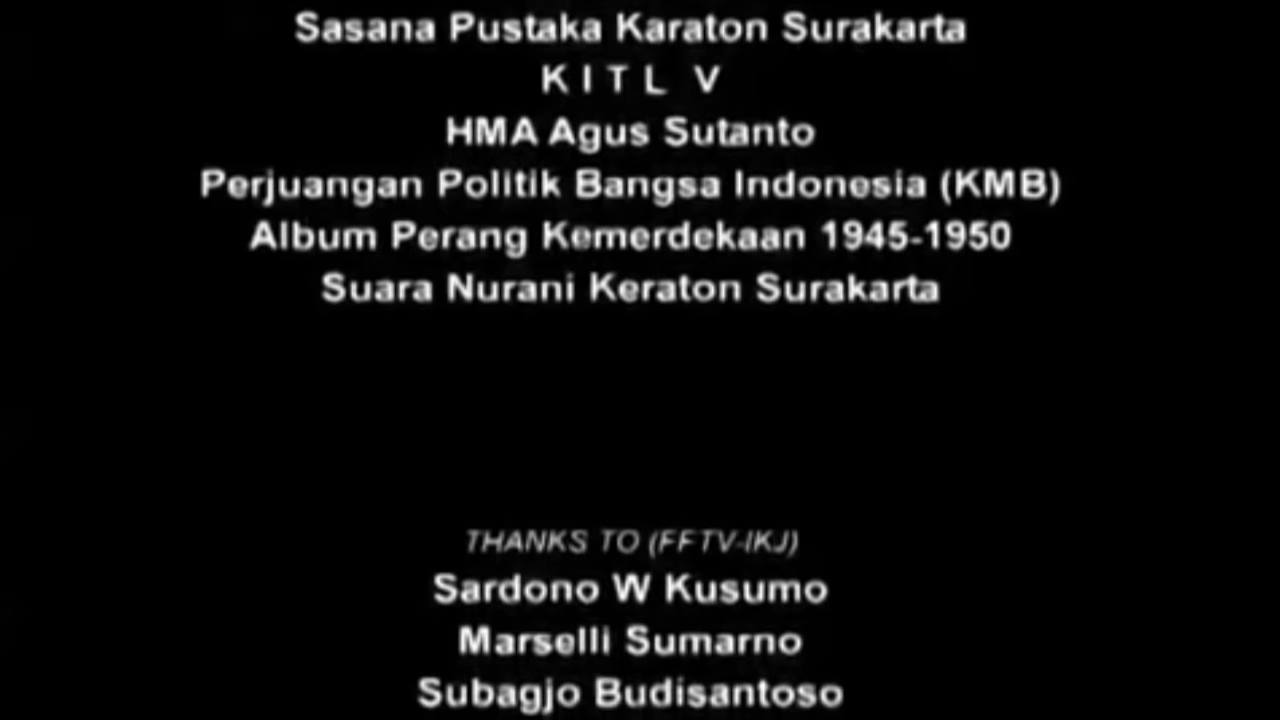 Sasana Pustaka Karaton Surakarta
K I T L V
HMA Agus Sutanto
Perjuangan Politik Bangsa Indonesia (KMB)
Album Perang Kemerdekaan 1945-1950
Suara Nurani Keraton Surakarta
THANKS TO (FFTV-IKJ)
Sardono W Kusumo
Marselli Sumarno
Subagjo Budisantoso